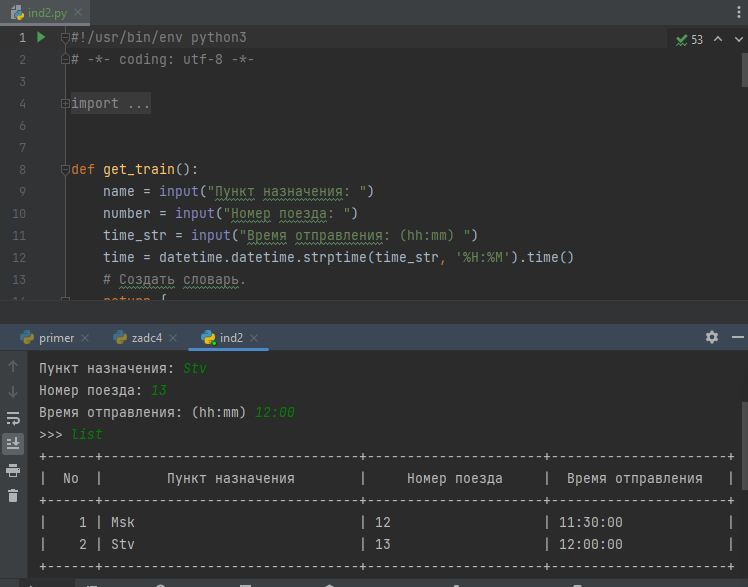 ind2.py
53
1 #!/usr/bin/env python3
2 # -*- coding: utf-8 -*-
3
4 import ...
6
7
8 def get_train():
9 name = input("Пункт назначения: ")
10 number = input("Номер поезда: ")
11 time_str = input("Время отправления: (hh:mm) ")
12 time = datetime.datetime.strptime(time_str, '%H:%M').time()
13 # Создать словарь.
14 return {
primer zadc4 ind2
Пункт назначения: Stv
Номер поезда: 13
Время отправления: (hh:mm) 12:00
>>> list
+------+--------------------------------+----------------------+----------------------+
| No | Пункт назначения | Номер поезда | Время отправления |
+------+--------------------------------+----------------------+----------------------+
| 1 | Msk | 12 | 11:30:00 |
| 2 | Stv | 13 | 12:00:00 |
+------+--------------------------------+----------------------+----------------------+